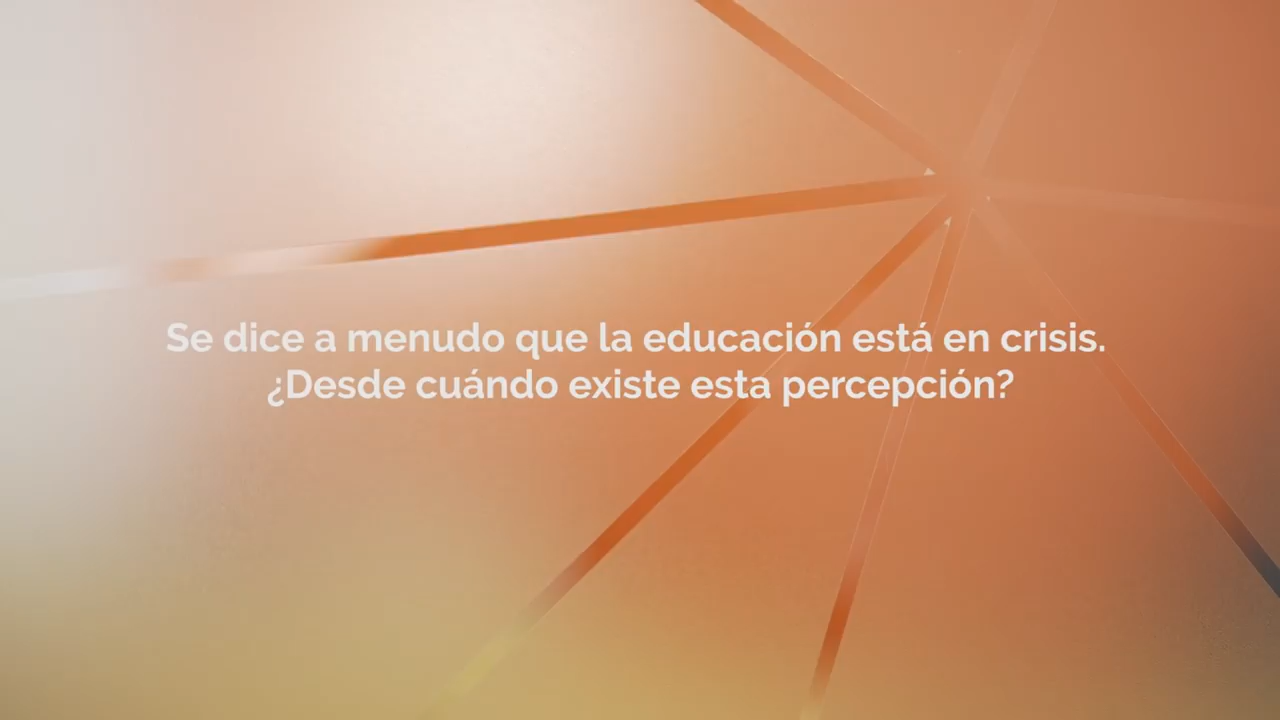 Se dice a menudo que la educación está en crisis.
¿Desde cuándo existe esta percepción?